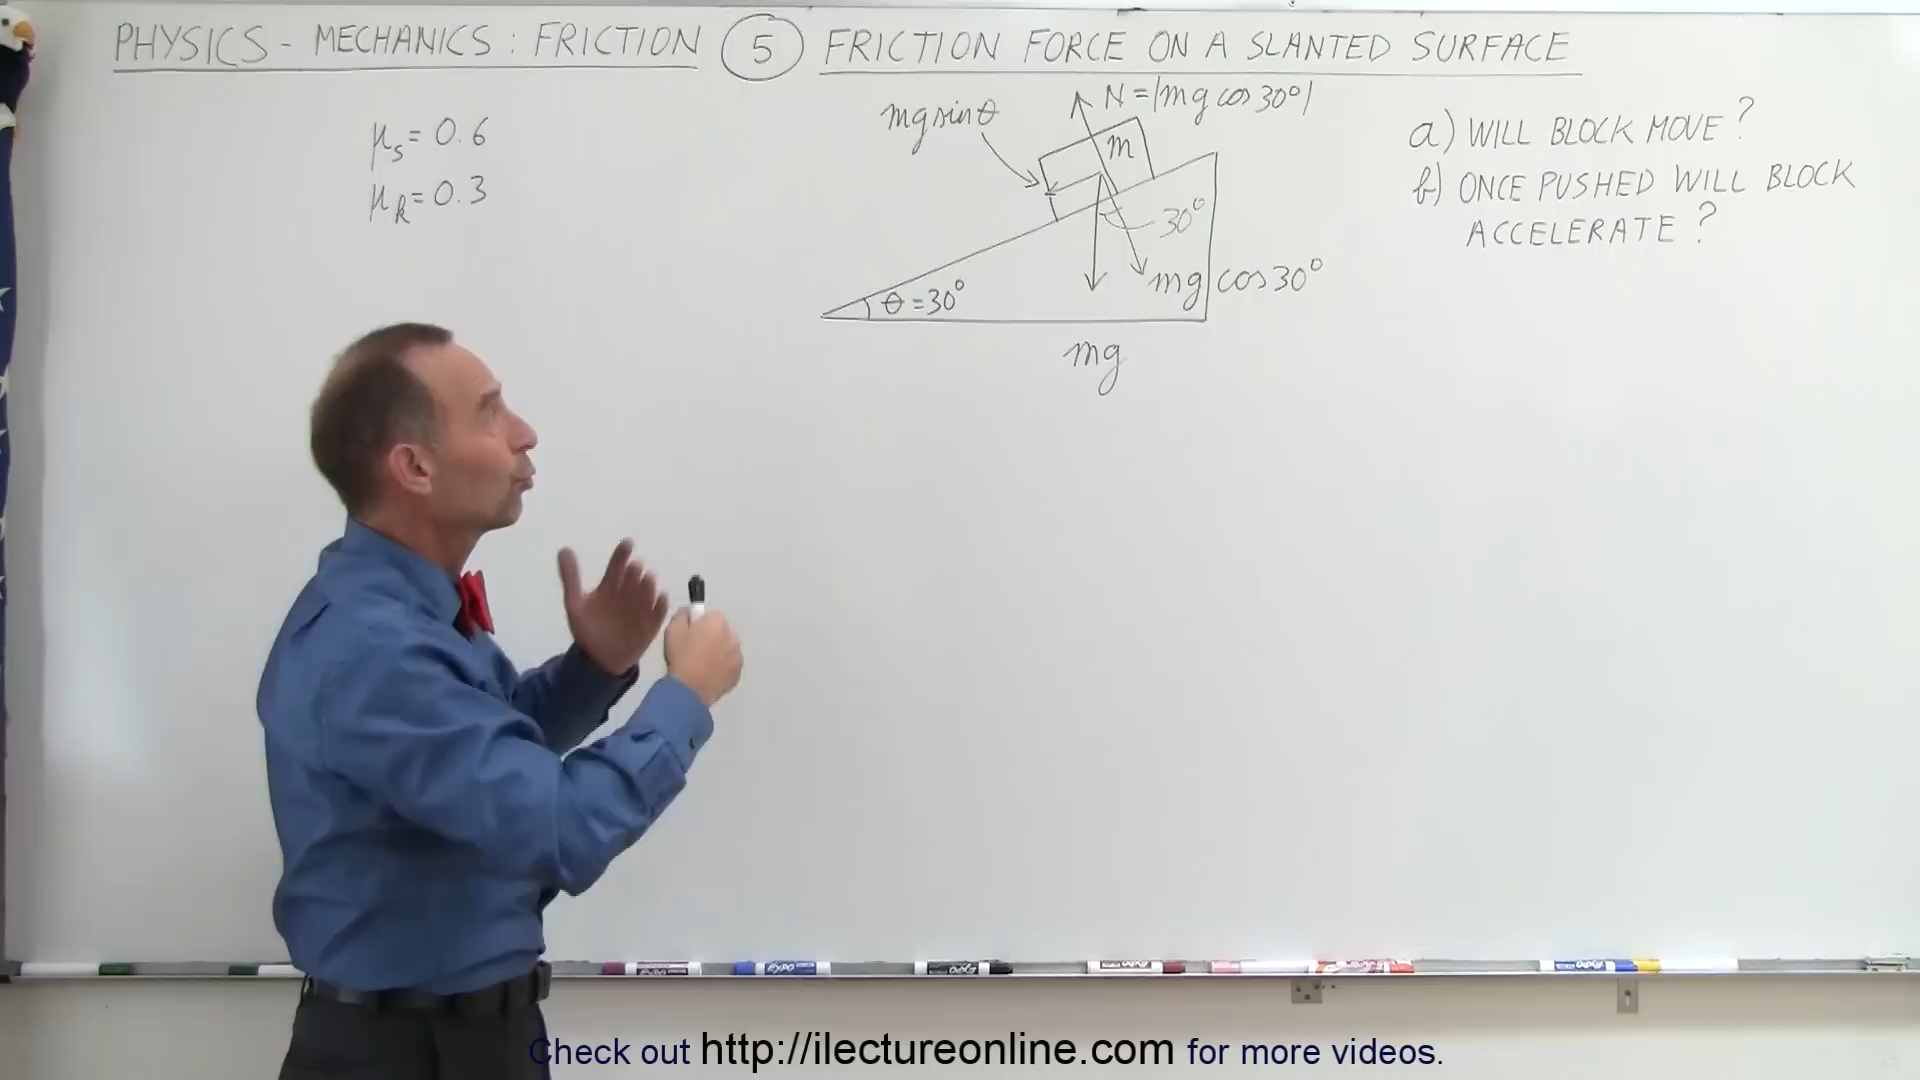 PHYSICS - MECHANICS : FRICTION 5 FRICTION FORCE ON A SLANTED SURFACE
μs = 0.6
μk = 0.3
mg sin θ
N = |mg cos 30°|
m
30°
mg cos 30°
θ = 30°
mg
a) WILL BLOCK MOVE?
b) ONCE PUSHED WILL BLOCK
ACCELERATE?
EXPO
Check out http://ilectureonline.com for more videos.